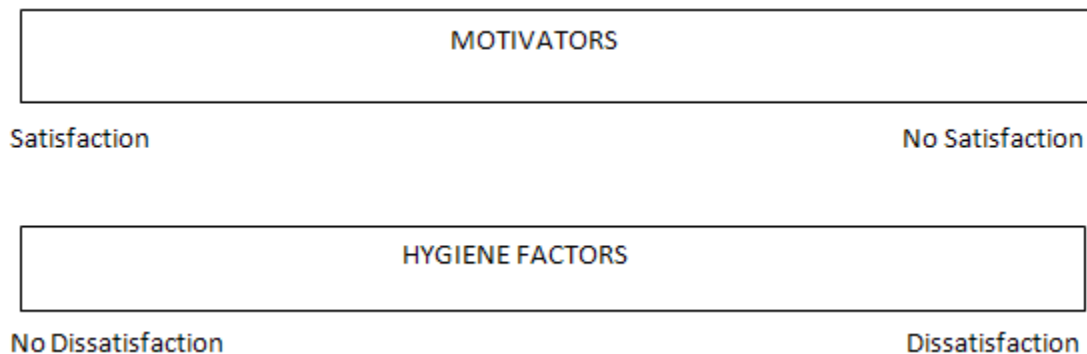 MOTIVATORS
Satisfaction No Satisfaction
HYGIENE FACTORS
No Dissatisfaction Dissatisfaction